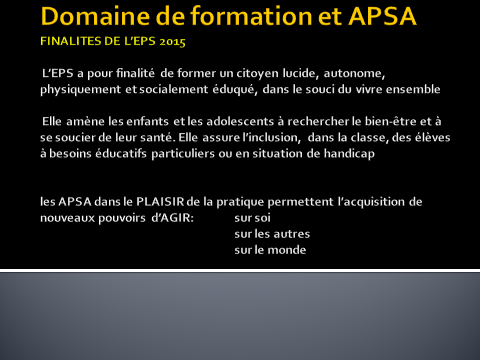 Domaine de formation et APSA
FINALITES DE L'EPS 2015
L'EPS a pour finalité de former un citoyen lucide, autonome,
physiquement et socialement éduqué, dans le souci du vivre ensemble
Elle amène les enfants et les adolescents à rechercher le bien-être et à
se soucier de leur santé. Elle assure l'inclusion, dans la classe, des élèves
à besoins éducatifs particuliers ou en situation de handicap
les APSA dans le PLAISIR de la pratique permettent l'acquisition de
nouveaux pouvoirs d'AGIR: sur soi
sur les autres
sur le monde